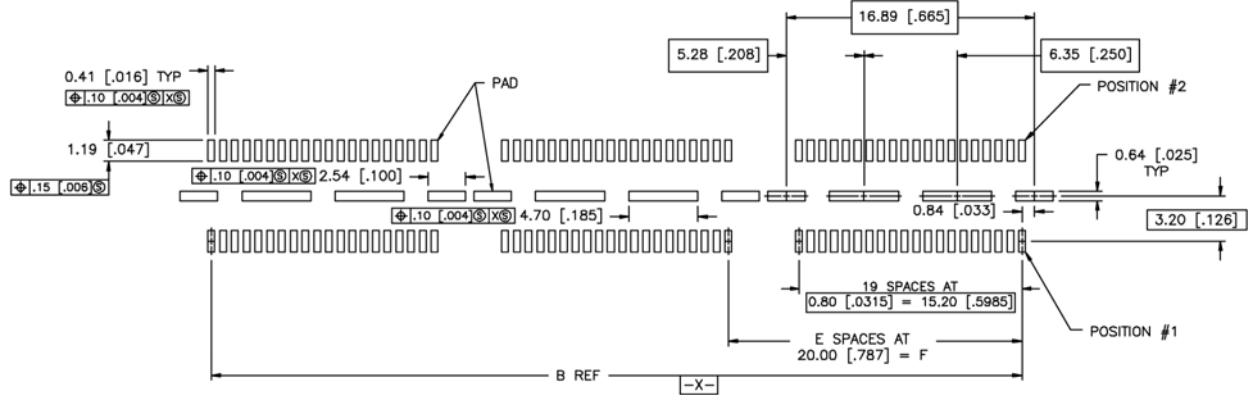 16.89 [.665]
5.28 [.208]
6.35 [.250]
0.41 [.016] TYP
⌖ .10 [.004]Ⓢ XⓈ
PAD
POSITION #2
1.19 [.047]
0.64 [.025]
TYP
⌖ .15 [.006]Ⓢ
⌖ .10 [.004]Ⓢ XⓈ 2.54 [.100]
⌖ .10 [.004]Ⓢ XⓈ 4.70 [.185]
0.84 [.033]
3.20 [.126]
19 SPACES AT
0.80 [.0315] = 15.20 [.5985]
POSITION #1
E SPACES AT
20.00 [.787] = F
B REF
-X-